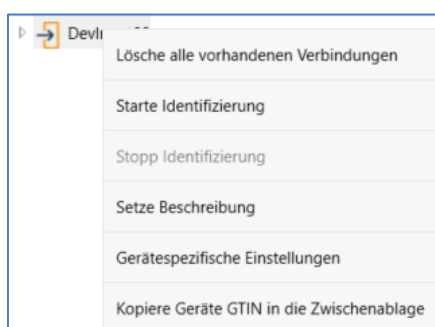 Lösche alle vorhandenen Verbindungen
Starte Identifizierung
Stopp Identifizierung
Setze Beschreibung
Gerätespezifische Einstellungen
Kopiere Geräte GTIN in die Zwischenablage